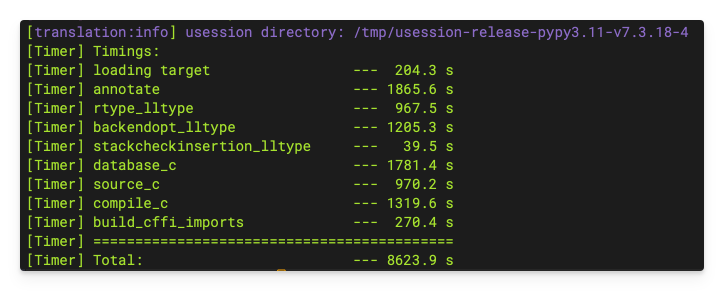 [translation:info] usession directory: /tmp/usession-release-pypy3.11-v7.3.18-4
[Timer] Timings:
[Timer] loading target                 ---  204.3 s
[Timer] annotate                       --- 1865.6 s
[Timer] rtype_lltype                   ---  967.5 s
[Timer] backendopt_lltype              --- 1205.3 s
[Timer] stackcheckinsertion_lltype     ---   39.5 s
[Timer] database_c                     --- 1781.4 s
[Timer] source_c                       ---  970.2 s
[Timer] compile_c                      --- 1319.6 s
[Timer] build_cffi_imports             ---  270.4 s
[Timer] ===========================================
[Timer] Total:                         --- 8623.9 s